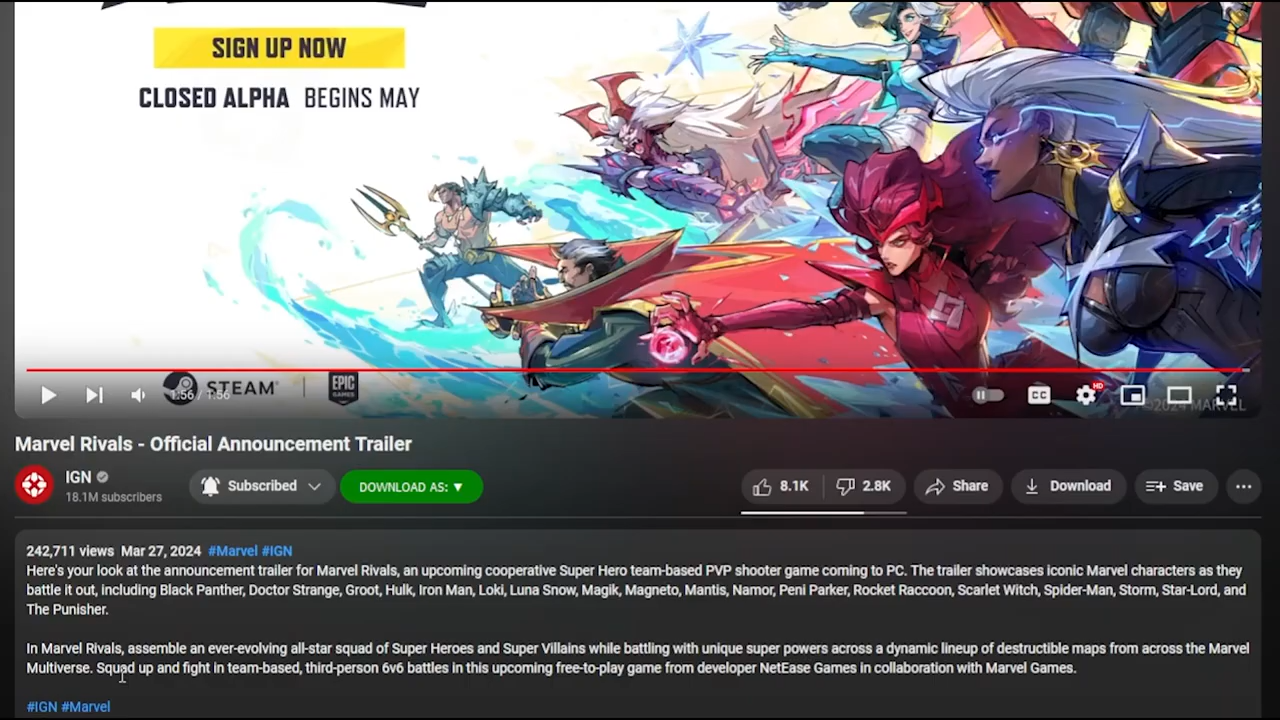 SIGN UP NOW
CLOSED ALPHA BEGINS MAY
STEAM
EPIC
GAMES
1:56 / 1:56
CC
HD
©2024 MARVEL
Marvel Rivals - Official Announcement Trailer
IGN
18.1M subscribers
Subscribed
DOWNLOAD AS: ▼
8.1K
2.8K
Share
Download
Save
242,711 views Mar 27, 2024 #Marvel #IGN
Here's your look at the announcement trailer for Marvel Rivals, an upcoming cooperative Super Hero team-based PVP shooter game coming to PC. The trailer showcases iconic Marvel characters as they
battle it out, including Black Panther, Doctor Strange, Groot, Hulk, Iron Man, Loki, Luna Snow, Magik, Magneto, Mantis, Namor, Peni Parker, Rocket Raccoon, Scarlet Witch, Spider-Man, Storm, Star-Lord, and
The Punisher.
In Marvel Rivals, assemble an ever-evolving all-star squad of Super Heroes and Super Villains while battling with unique super powers across a dynamic lineup of destructible maps from across the Marvel
Multiverse. Squad up and fight in team-based, third-person 6v6 battles in this upcoming free-to-play game from developer NetEase Games in collaboration with Marvel Games.
#IGN #Marvel